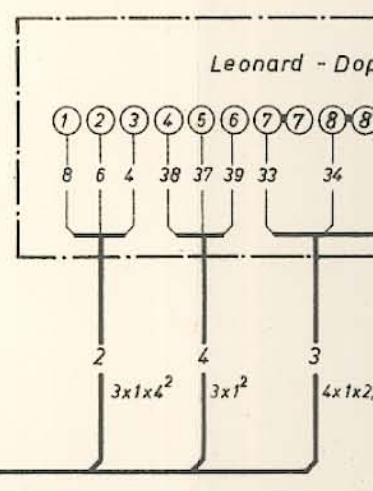 Leonard - Dop
1 2 3 4 5 6 7 7 8 8
8 6 4 38 37 39 33 34
2 4 3
3x1x4² 3x1² 4x1x2,